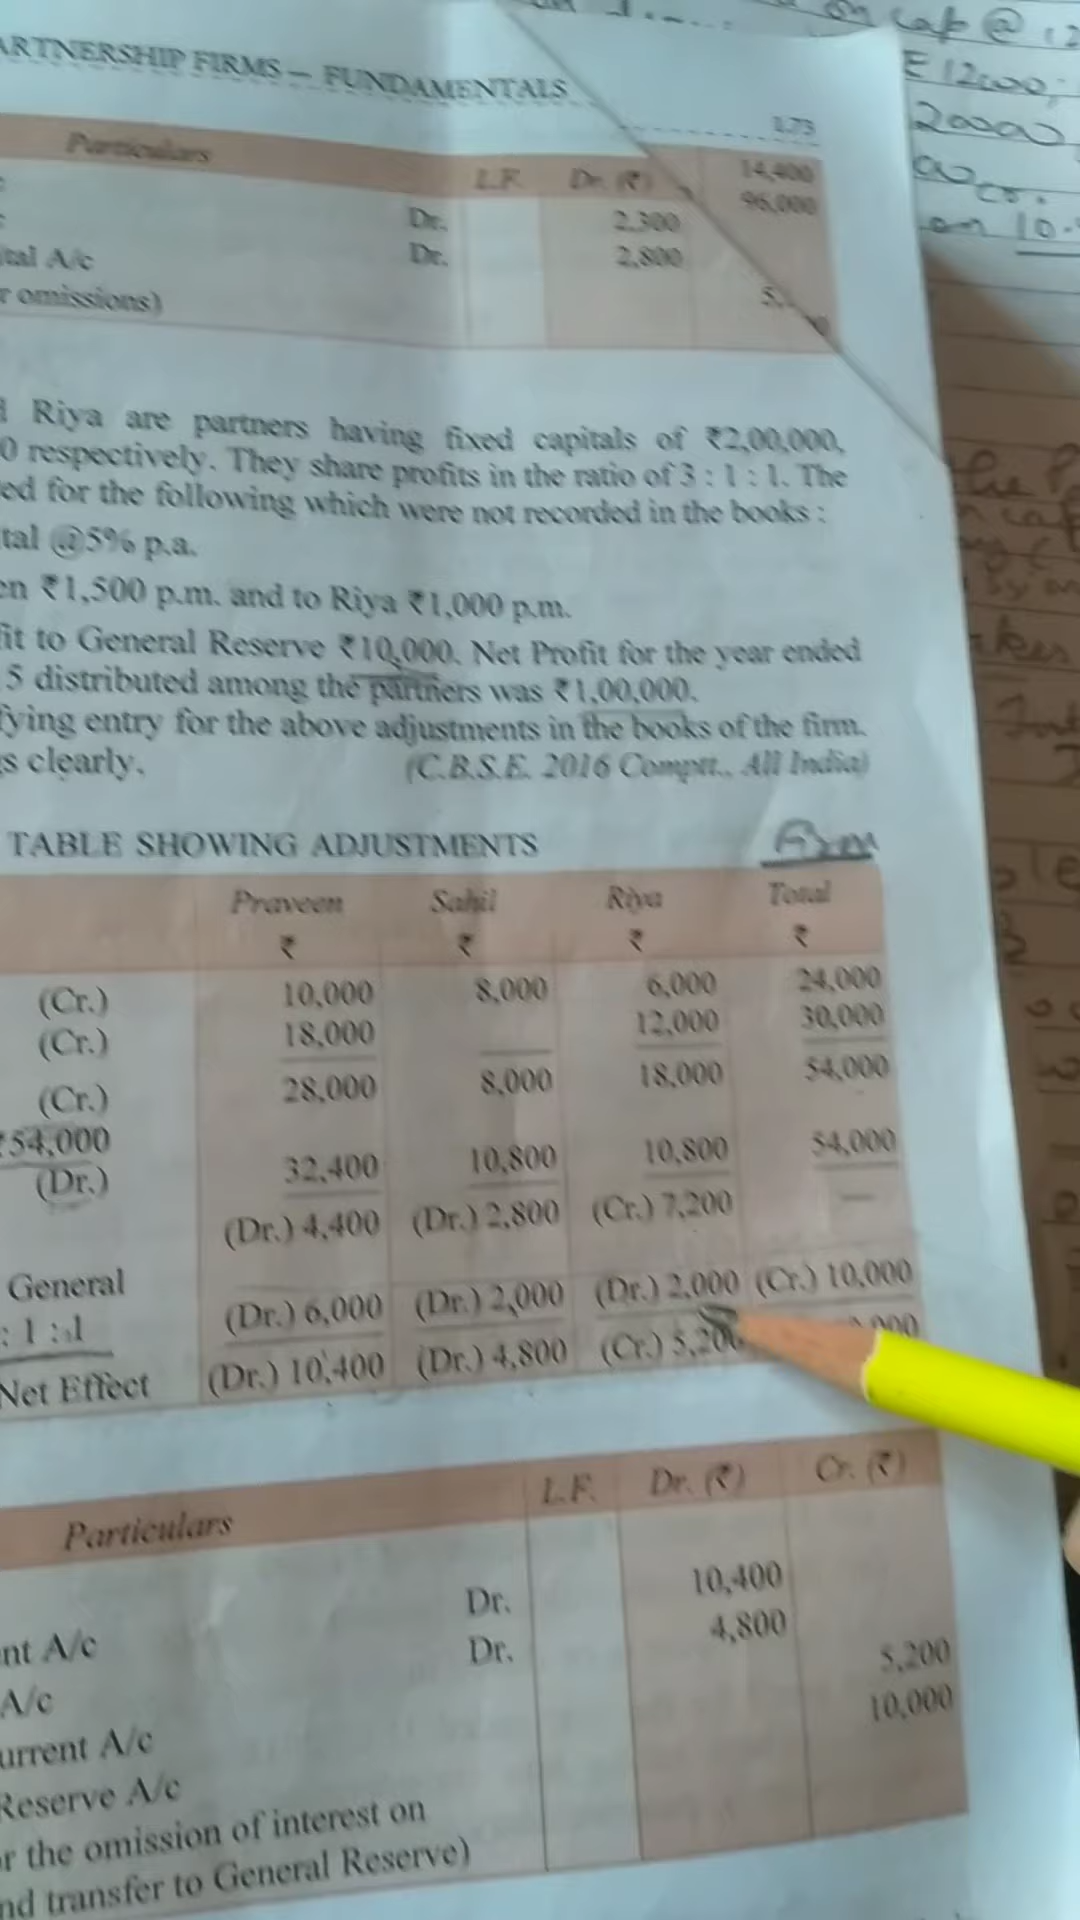 ARTNERSHIP FIRMS — FUNDAMENTALS
1.73
Particulars L.F. Dr. (₹)
14,400
96,000
Dr. 2,300
tal A/c Dr. 2,800
r omissions)
5,
Riya are partners having fixed capitals of ₹2,00,000,
0 respectively. They share profits in the ratio of 3 : 1 : 1. The
ed for the following which were not recorded in the books :
tal @5% p.a.
en ₹1,500 p.m. and to Riya ₹1,000 p.m.
fit to General Reserve ₹10,000. Net Profit for the year ended
5 distributed among the partners was ₹1,00,000.
fying entry for the above adjustments in the books of the firm.
s clearly. (C.B.S.E. 2016 Comptt., All India)
TABLE SHOWING ADJUSTMENTS
Praveen Sahil Riya Total
₹ ₹ ₹ ₹
(Cr.) 10,000 8,000 6,000 24,000
(Cr.) 18,000 12,000 30,000
(Cr.) 28,000 8,000 18,000 54,000
₹54,000
(Dr.) 32,400 10,800 10,800 54,000
(Dr.) 4,400 (Dr.) 2,800 (Cr.) 7,200 —
General
: 1 : 1 (Dr.) 6,000 (Dr.) 2,000 (Dr.) 2,000 (Cr.) 10,000
Net Effect (Dr.) 10,400 (Dr.) 4,800 (Cr.) 5,200
Particulars L.F. Dr. (₹) Cr. (₹)
nt A/c Dr. 10,400
A/c Dr. 4,800
urrent A/c 5,200
Reserve A/c 10,000
r the omission of interest on
nd transfer to General Reserve)
on cap @ 12
E 12000,
20000